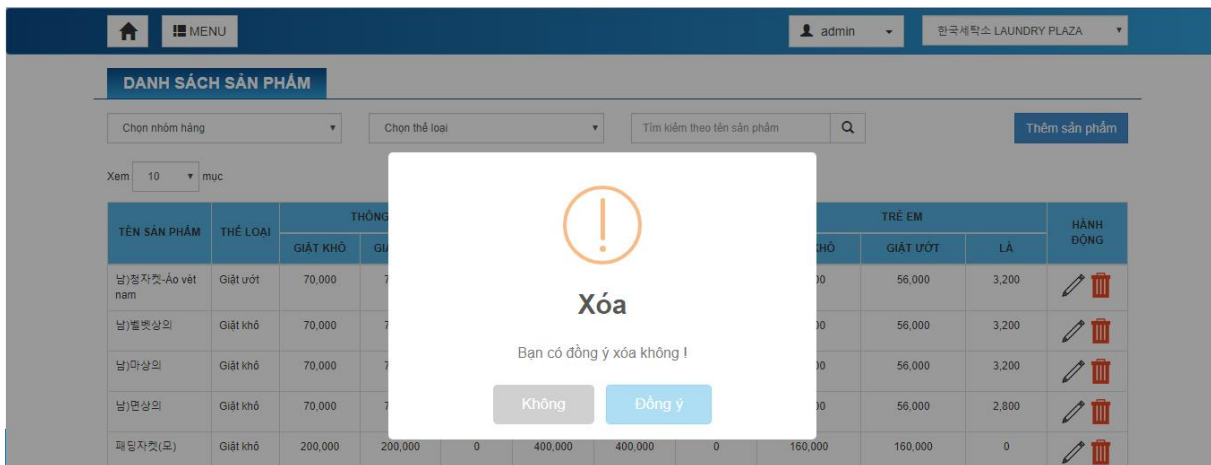 MENU
admin
한국세탁소 LAUNDRY PLAZA
DANH SÁCH SẢN PHẨM
Chọn nhóm hàng
Chọn thể loại
Tìm kiếm theo tên sản phẩm
Thêm sản phẩm
Xem 10 mục
TÊN SẢN PHẨM THỂ LOẠI TRẺ EM HÀNH ĐỘNG
GIẶT KHÔ GIẶT ƯỚT LÀ
남)청자켓-Áo vét nam Giặt ướt 70,000 56,000 3,200
남)벨벳상의 Giặt khô 70,000 56,000 3,200
남)마상의 Giặt khô 70,000 56,000 3,200
남)면상의 Giặt khô 70,000 56,000 2,800
패딩자켓(모) Giặt khô 200,000 200,000 0 400,000 400,000 0 160,000 160,000 0
Xóa
Bạn có đồng ý xóa không !
Không
Đồng ý